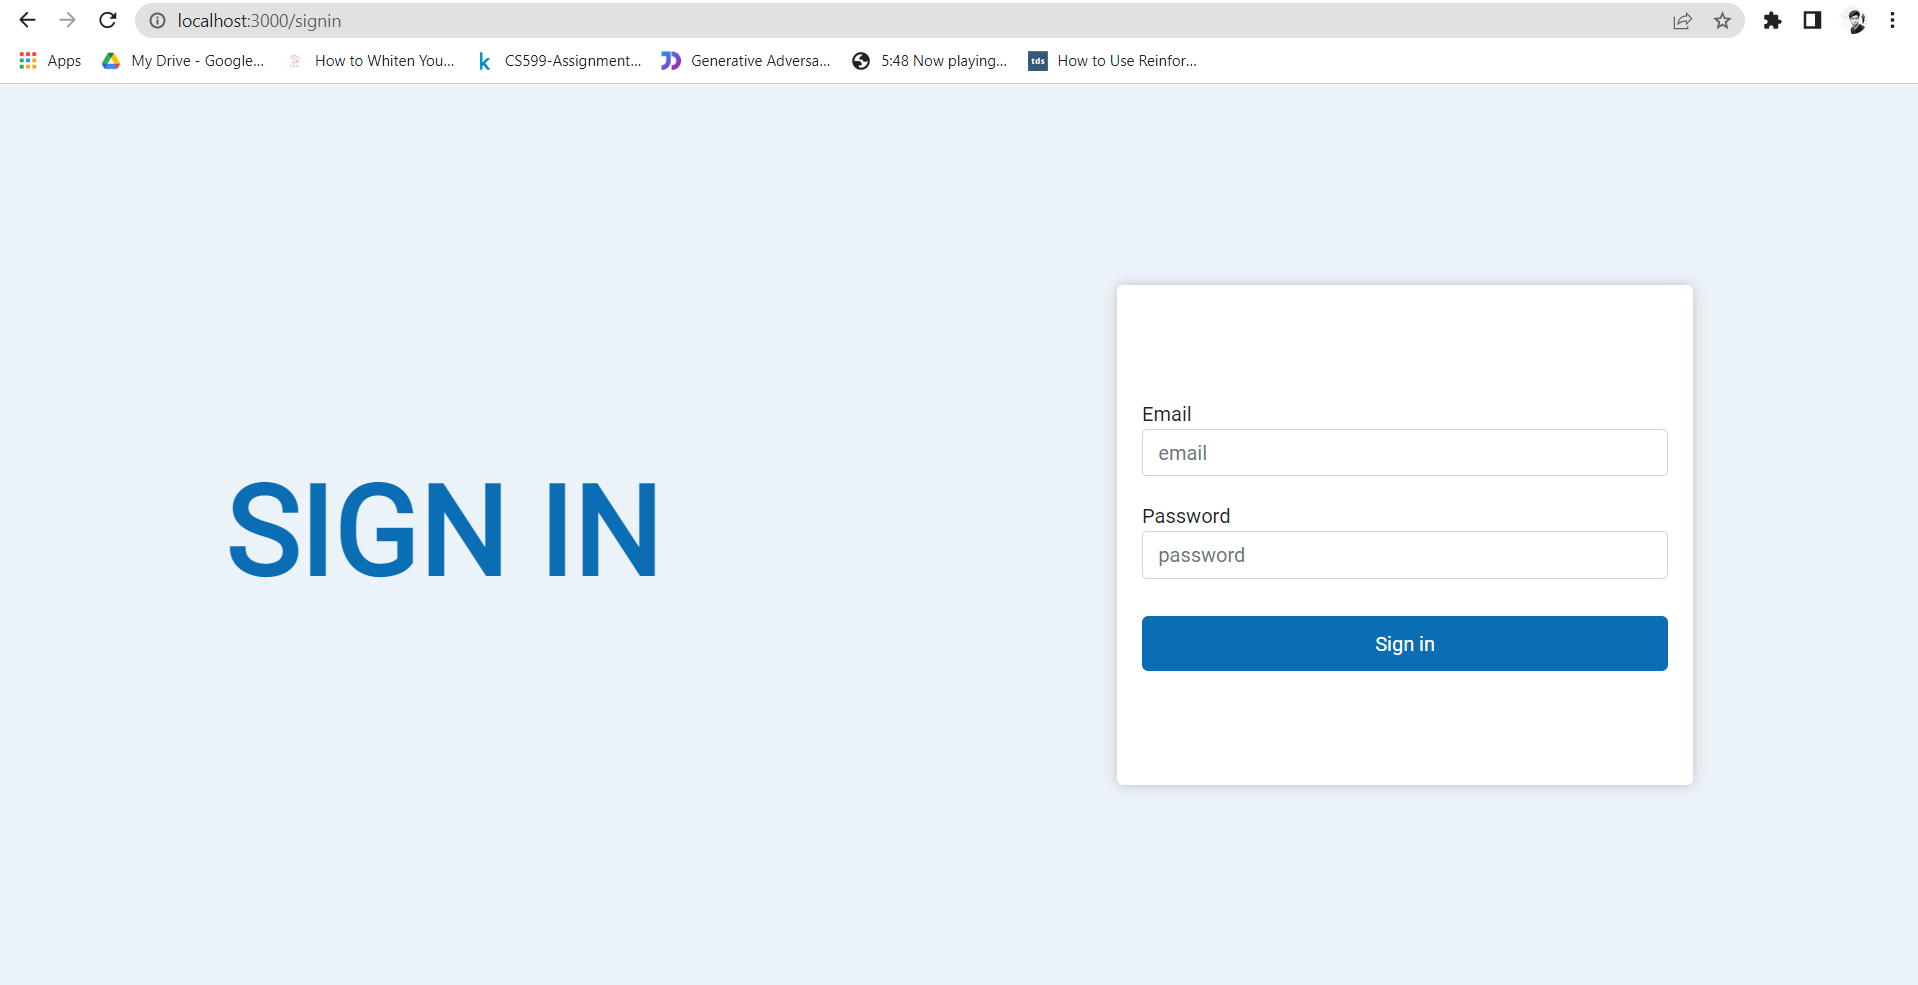 localhost:3000/signin
Apps My Drive - Google... How to Whiten You... CS599-Assignment... Generative Adversa... 5:48 Now playing... tds How to Use Reinfor...
SIGN IN
Email
email
Password
password
Sign in